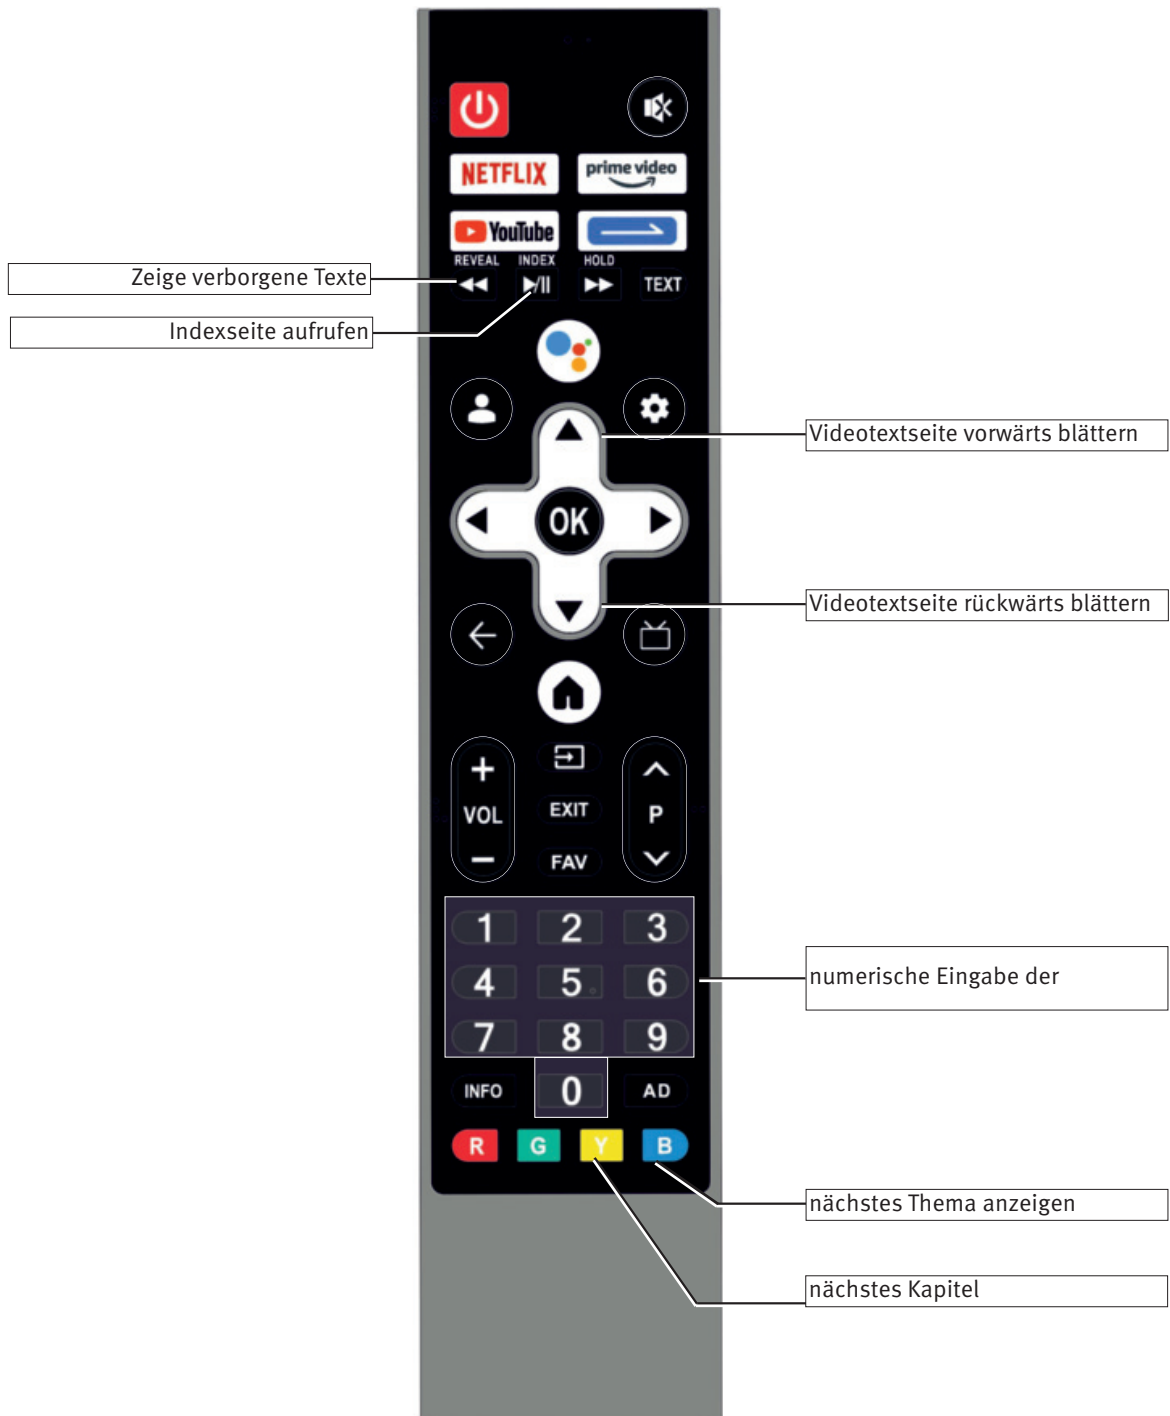 NETFLIX
prime video
YouTube
REVEAL INDEX HOLD
TEXT
Zeige verborgene Texte
Indexseite aufrufen
Videotextseite vorwärts blättern
OK
Videotextseite rückwärts blättern
+
VOL
−
EXIT
FAV
P
1 2 3
4 5 6
7 8 9
numerische Eingabe der
INFO 0 AD
R G Y B
nächstes Thema anzeigen
nächstes Kapitel